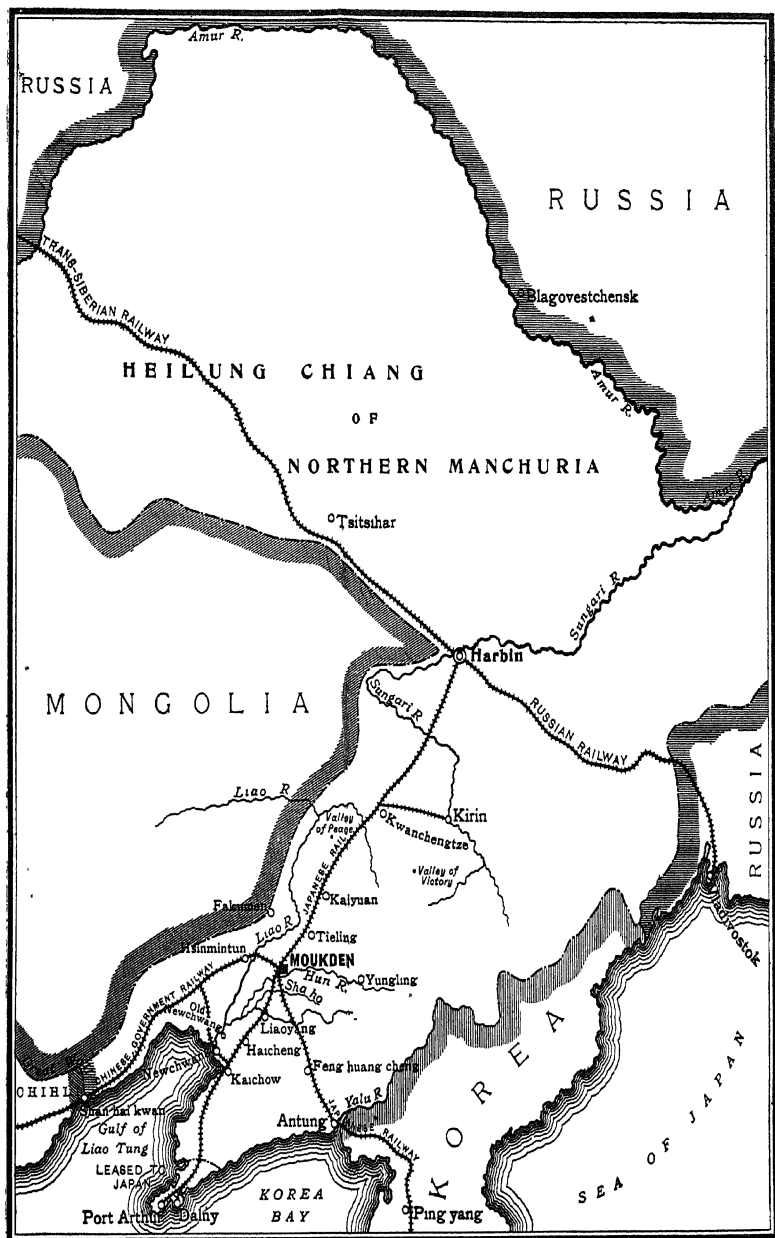 Amur R.
RUSSIA
RUSSIA
Blagovestchensk
TRANS-SIBERIAN RAILWAY
HEILUNG CHIANG
OF
NORTHERN MANCHURIA
Amur R.
Amur R.
Tsitsihar
Sungari R
Harbin
MONGOLIA
Sungari R
RUSSIAN RAILWAY
RUSSIA
Liao R
Valley
of Peace
Kirin
Kwanchengtze
JAPANESE RAIL
Valley of
Victory
Kaiyuan
Fakumen
Liao R
Tieling
Hsinmintun
MOUKDEN
Hun R.
Yungling
Sha ho
CHINESE GOVERNMENT RAILWAY
Old
Newchwang
Liaoyang
Haicheng
Newchwang
Kaichow
Feng huang cheng
CHIHLI
Shan hai kwan
Gulf of
Liao Tung
Yalu R
Antung
JAPANESE RAILWAY
KOREA
SEA OF JAPAN
LEASED TO
JAPAN
Port Arthur
Dalny
KOREA
BAY
Ping yang